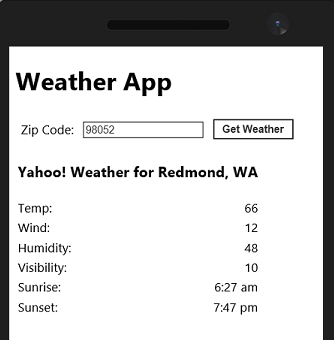 Weather App
Zip Code: 98052 Get Weather
Yahoo! Weather for Redmond, WA
Temp: 66
Wind: 12
Humidity: 48
Visibility: 10
Sunrise: 6:27 am
Sunset: 7:47 pm